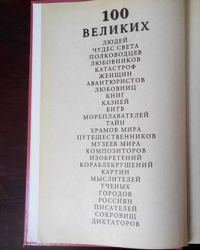 100
ВЕЛИКИХ
ЛЮДЕЙ
ЧУДЕС СВЕТА
ПОЛКОВОДЦЕВ
ЛЮБОВНИКОВ
КАТАСТРОФ
ЖЕНЩИН
АВАНТЮРИСТОВ
ЛЮБОВНИЦ
КНИГ
КАЗНЕЙ
БИТВ
МОРЕПЛАВАТЕЛЕЙ
ТАЙН
ХРАМОВ МИРА
ПУТЕШЕСТВЕННИКОВ
МУЗЕЕВ МИРА
КОМПОЗИТОРОВ
ИЗОБРЕТЕНИЙ
КОРАБЛЕКРУШЕНИЙ
КАРТИН
МЫСЛИТЕЛЕЙ
УЧЕНЫХ
ГОРОДОВ
РОССИЯН
ПИСАТЕЛЕЙ
СОКРОВИЩ
ДИКТАТОРОВ